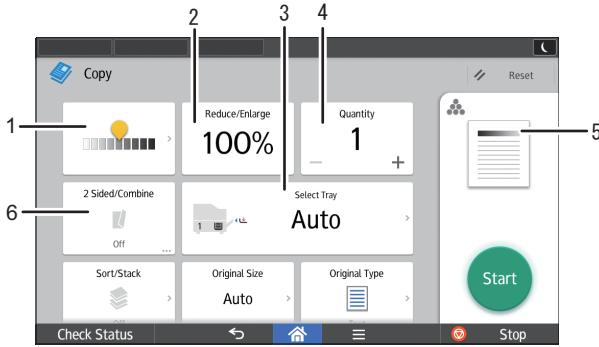 2
3
4
Copy
Reset
1
Reduce/Enlarge
100%
Quantity
1
5
2 Sided/Combine
Off
6
Select Tray
1
Auto
Sort/Stack
Original Size
Auto
Original Type
Start
Check Status
Stop